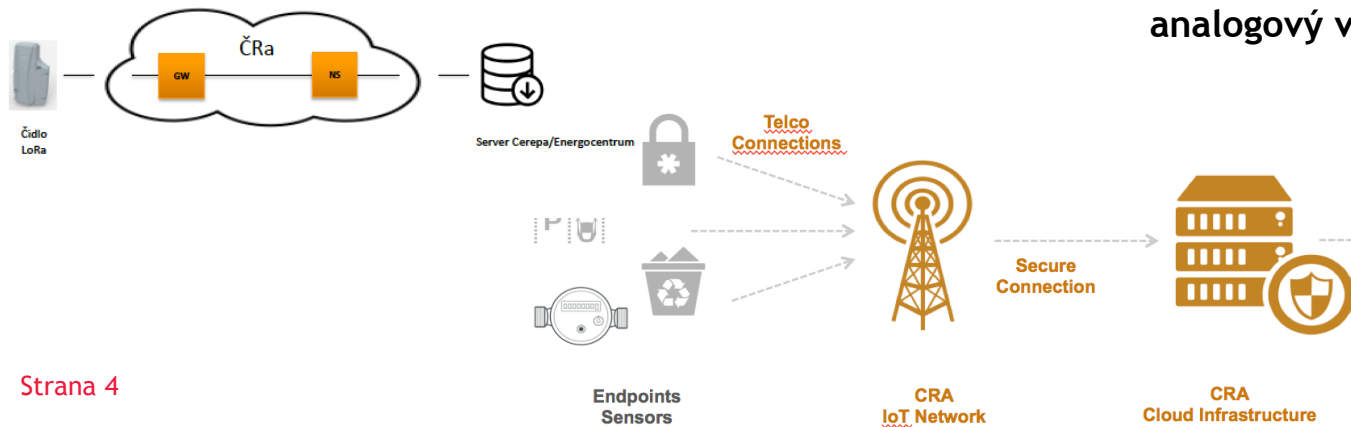 analogový v
ČRa
GW
NS
Čidlo
LoRa
Server Cerepa/Energocentrum
Telco
Connections
P
Secure
Connection
Strana 4
Endpoints
Sensors
CRA
IoT Network
CRA
Cloud Infrastructure